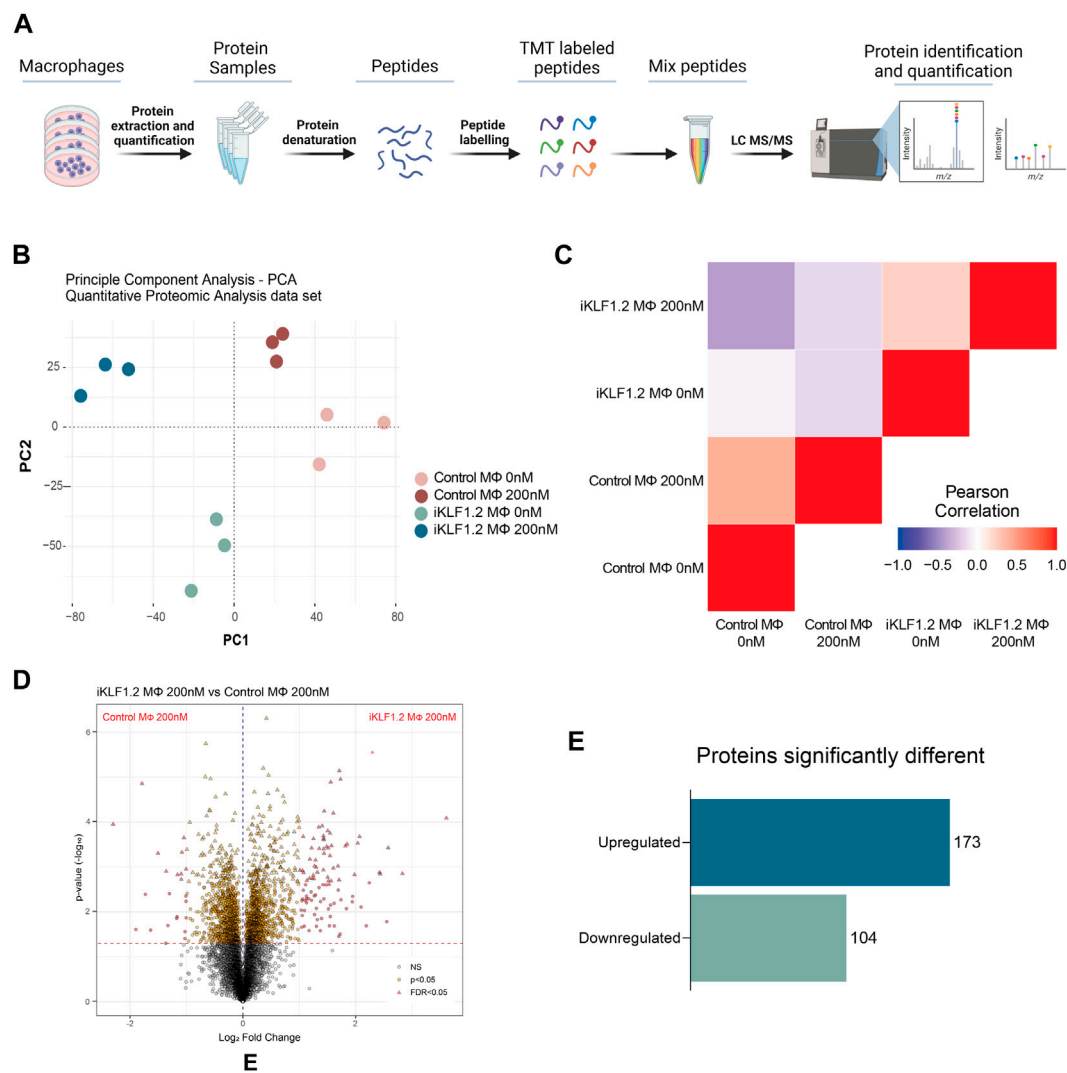 A
Macrophages
Protein
Samples
Peptides
TMT labeled
peptides
Mix peptides
Protein identification
and quantification
Protein
extraction and
quantification
Protein
denaturation
Peptide
labelling
LC MS/MS
Intensity
m/z
Intensity
m/z
B
Principle Component Analysis - PCA
Quantitative Proteomic Analysis data set
PC2
25
0
−25
−50
−80
−40
0
40
80
PC1
Control MΦ 0nM
Control MΦ 200nM
iKLF1.2 MΦ 0nM
iKLF1.2 MΦ 200nM
C
iKLF1.2 MΦ 200nM
iKLF1.2 MΦ 0nM
Control MΦ 200nM
Control MΦ 0nM
Pearson
Correlation
−1.0 −0.5 0.0 0.5 1.0
Control MΦ
0nM
Control MΦ
200nM
iKLF1.2 MΦ
0nM
iKLF1.2 MΦ
200nM
D
iKLF1.2 MΦ 200nM vs Control MΦ 200nM
Control MΦ 200nM
iKLF1.2 MΦ 200nM
p-value (-log₁₀)
6
4
2
0
NS
p<0.05
FDR<0.05
-2
0
2
Log₂ Fold Change
E
E
Proteins significantly different
Upregulated
173
Downregulated
104